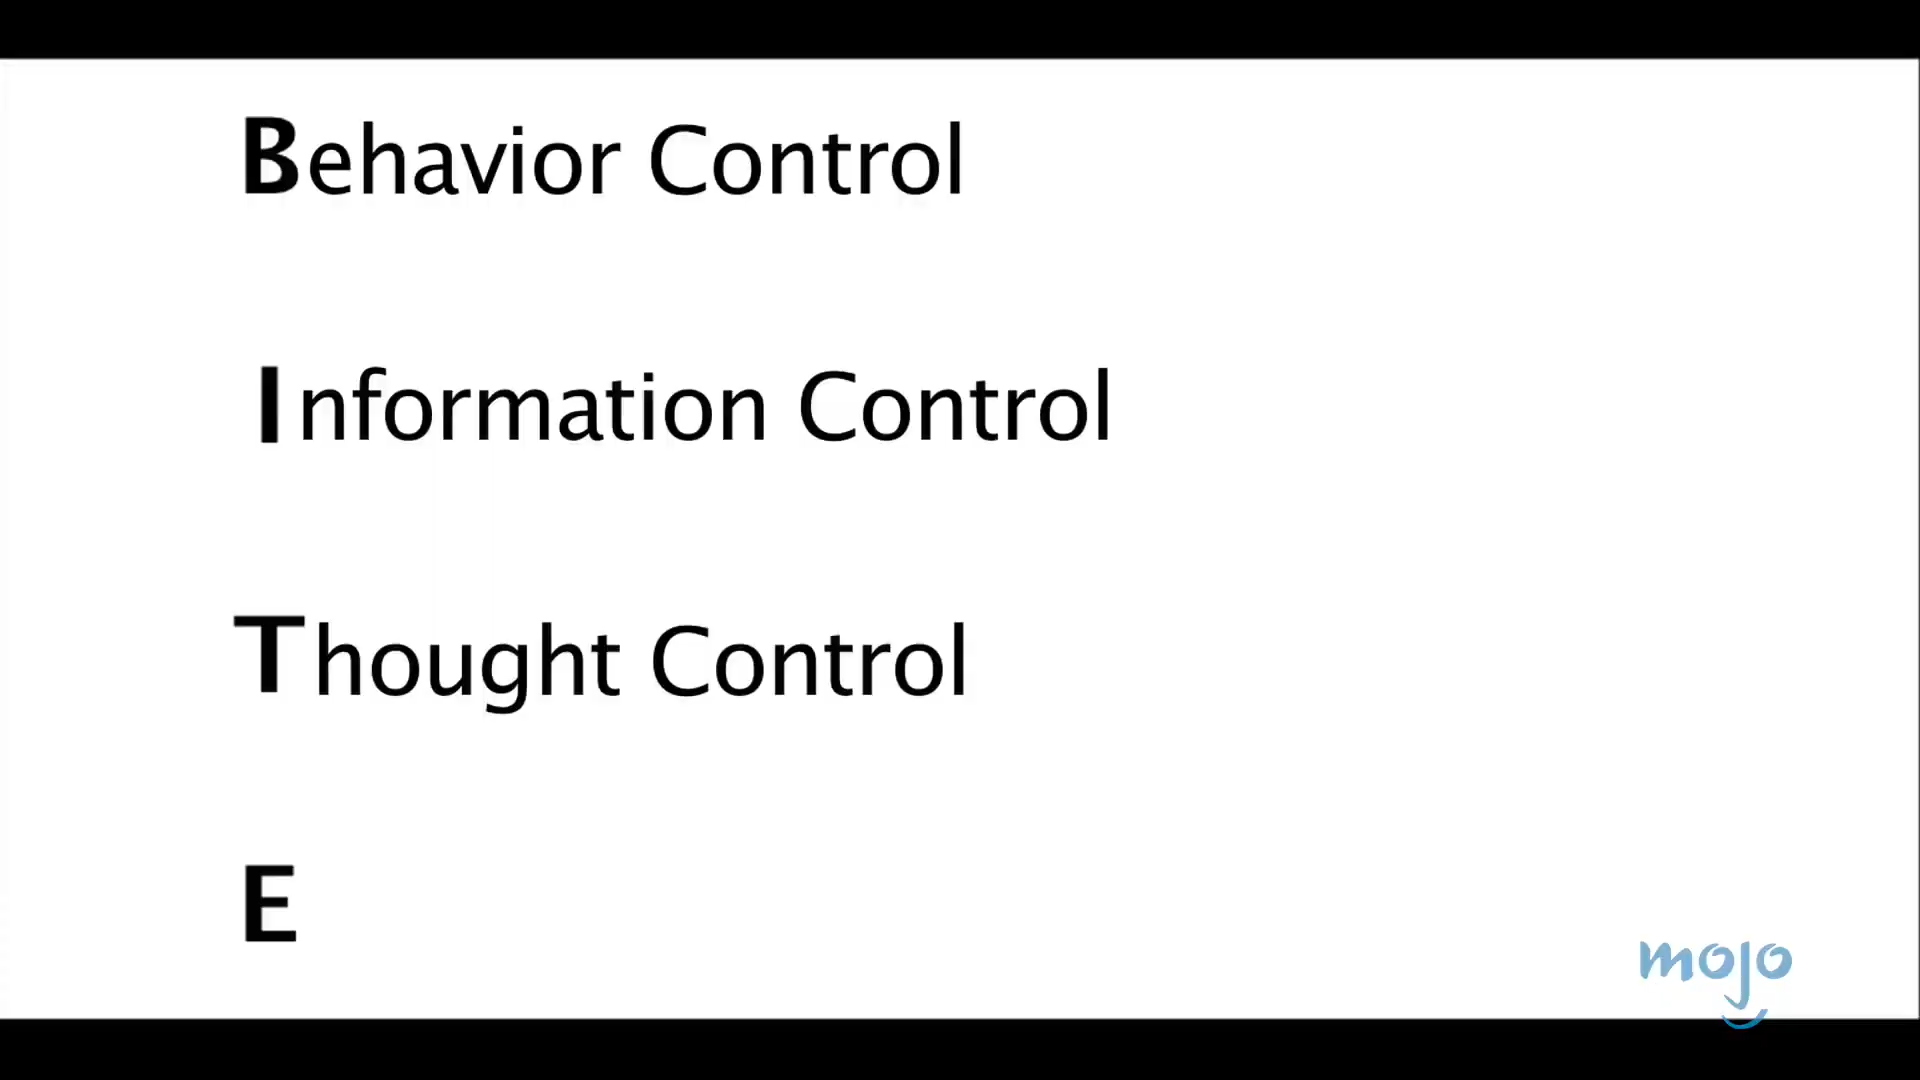 Behavior Control
Information Control
Thought Control
E
mojo